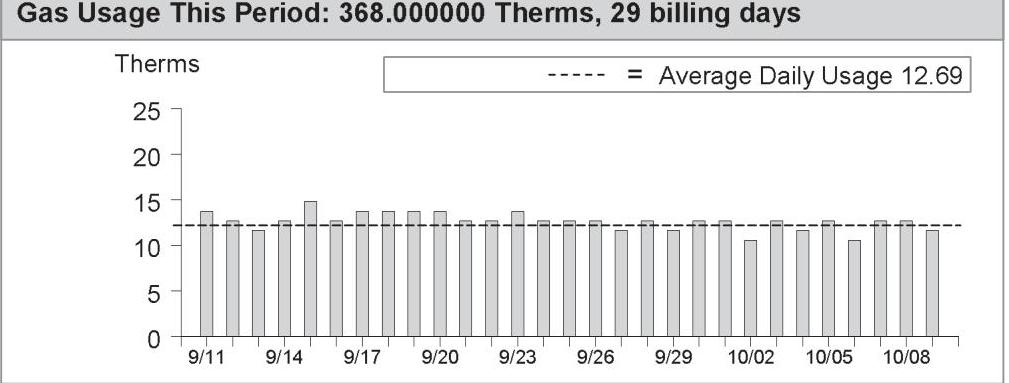 Gas Usage This Period: 368.000000 Therms, 29 billing days
Therms
----- = Average Daily Usage 12.69
25
20
15
10
5
0
9/11 9/14 9/17 9/20 9/23 9/26 9/29 10/02 10/05 10/08